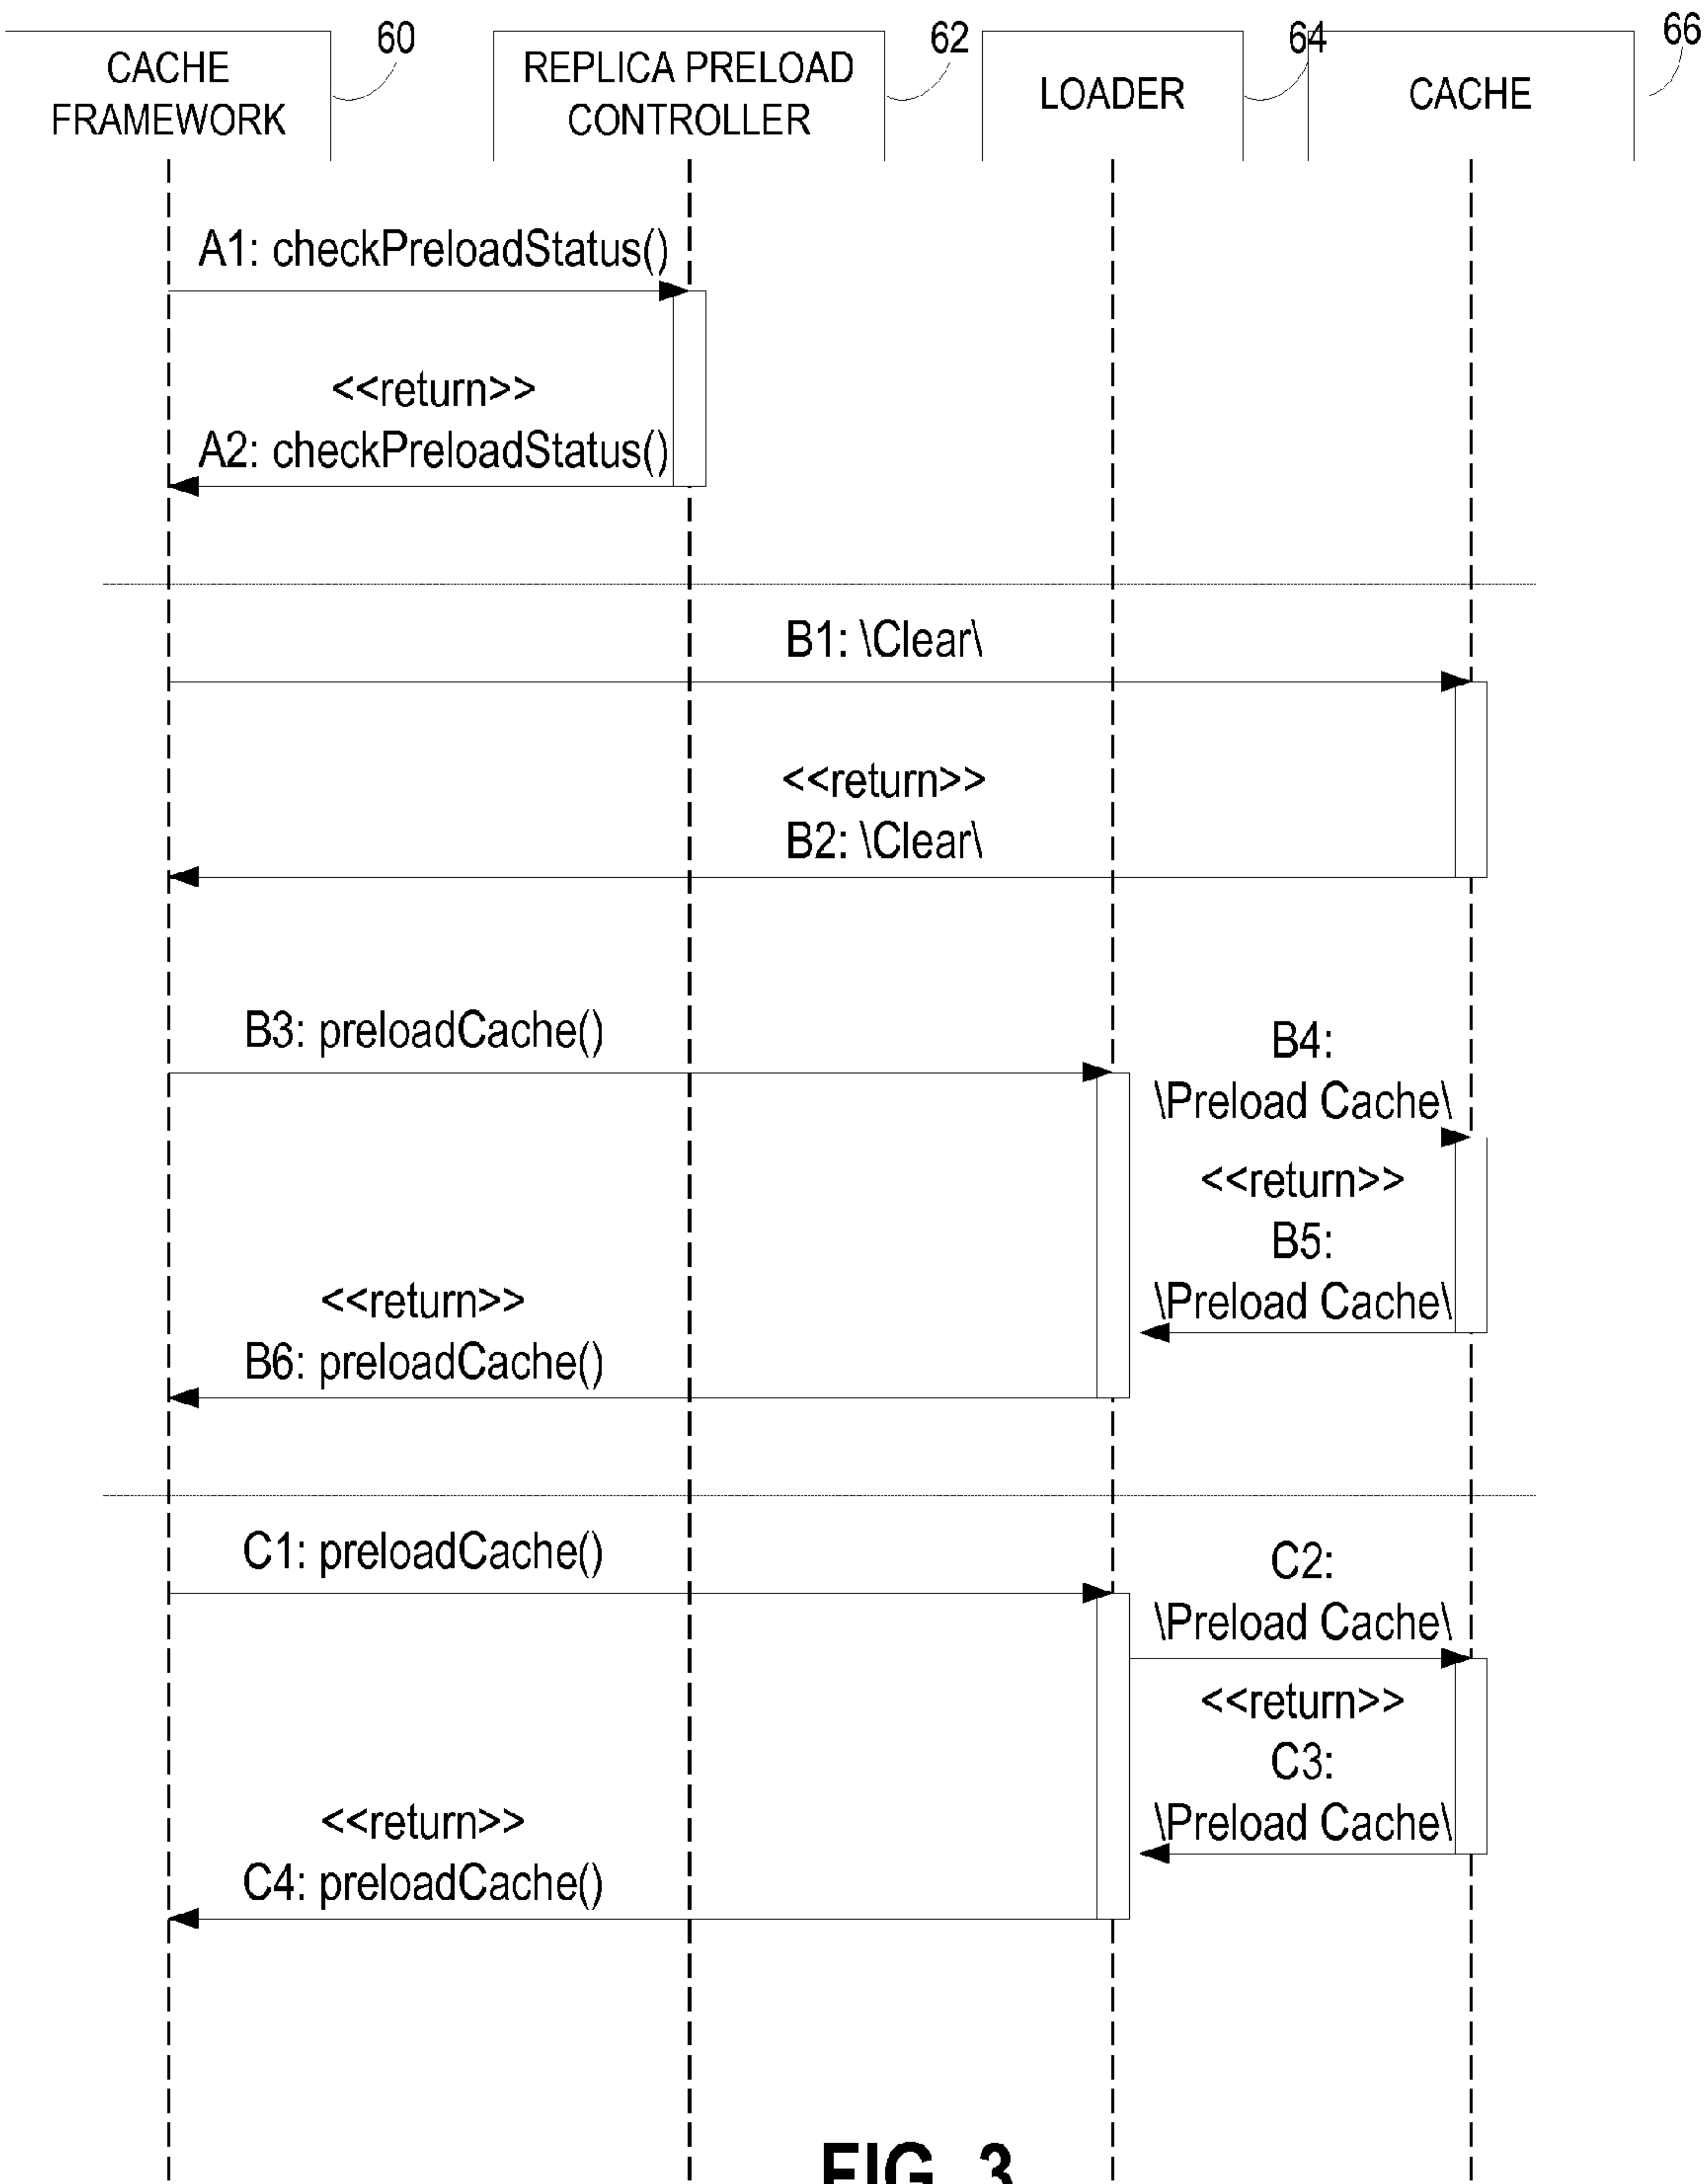 60
62
64
66
CACHE
FRAMEWORK
REPLICA PRELOAD
CONTROLLER
LOADER
CACHE
A1: checkPreloadStatus()
<<return>>
A2: checkPreloadStatus()
B1: \Clear\
<<return>>
B2: \Clear\
B3: preloadCache()
B4:
\Preload Cache\
<<return>>
B5:
\Preload Cache\
<<return>>
B6: preloadCache()
C1: preloadCache()
C2:
\Preload Cache\
<<return>>
C3:
\Preload Cache\
<<return>>
C4: preloadCache()
FIG. 3